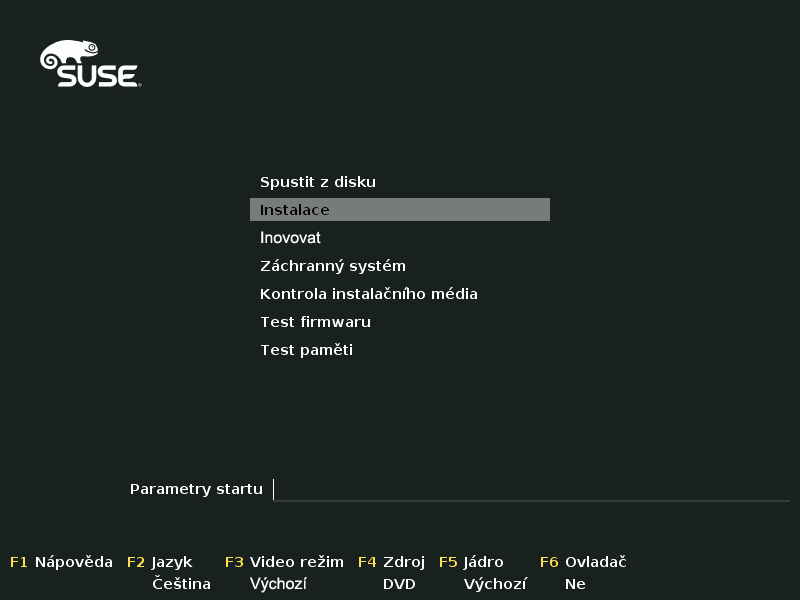 SUSE
Spustit z disku
Instalace
Inovovat
Záchranný systém
Kontrola instalačního média
Test firmwaru
Test paměti
Parametry startu
F1 Nápověda F2 Jazyk F3 Video režim F4 Zdroj F5 Jádro F6 Ovladač
Čeština Výchozí DVD Výchozí Ne